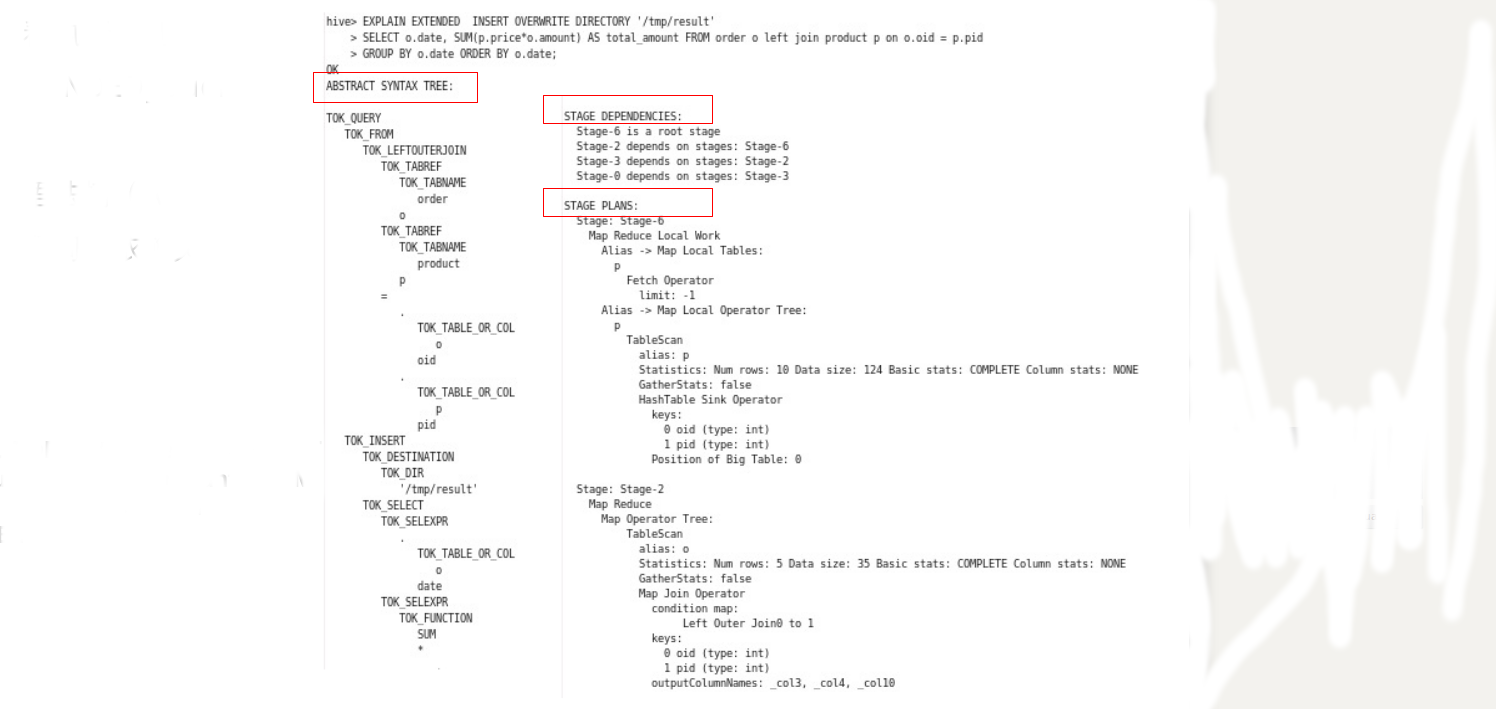 hive> EXPLAIN EXTENDED  INSERT OVERWRITE DIRECTORY '/tmp/result'
    > SELECT o.date, SUM(p.price*o.amount) AS total_amount FROM order o left join product p on o.oid = p.pid
    > GROUP BY o.date ORDER BY o.date;
OK
ABSTRACT SYNTAX TREE:
TOK_QUERY
   TOK_FROM
      TOK_LEFTOUTERJOIN
         TOK_TABREF
            TOK_TABNAME
               order
            o
         TOK_TABREF
            TOK_TABNAME
               product
            p
         =
            .
               TOK_TABLE_OR_COL
                  o
               oid
            .
               TOK_TABLE_OR_COL
                  p
               pid
   TOK_INSERT
      TOK_DESTINATION
         TOK_DIR
            '/tmp/result'
      TOK_SELECT
         TOK_SELEXPR
            .
               TOK_TABLE_OR_COL
                  o
               date
         TOK_SELEXPR
            TOK_FUNCTION
               SUM
               *
STAGE DEPENDENCIES:
  Stage-6 is a root stage
  Stage-2 depends on stages: Stage-6
  Stage-3 depends on stages: Stage-2
  Stage-0 depends on stages: Stage-3
STAGE PLANS:
  Stage: Stage-6
    Map Reduce Local Work
      Alias -> Map Local Tables:
        p
          Fetch Operator
            limit: -1
      Alias -> Map Local Operator Tree:
        p
          TableScan
            alias: p
            Statistics: Num rows: 10 Data size: 124 Basic stats: COMPLETE Column stats: NONE
            GatherStats: false
            HashTable Sink Operator
              keys:
                0 oid (type: int)
                1 pid (type: int)
              Position of Big Table: 0
  Stage: Stage-2
    Map Reduce
      Map Operator Tree:
          TableScan
            alias: o
            Statistics: Num rows: 5 Data size: 35 Basic stats: COMPLETE Column stats: NONE
            GatherStats: false
            Map Join Operator
              condition map:
                   Left Outer Join0 to 1
              keys:
                0 oid (type: int)
                1 pid (type: int)
              outputColumnNames: _col3, _col4, _col10